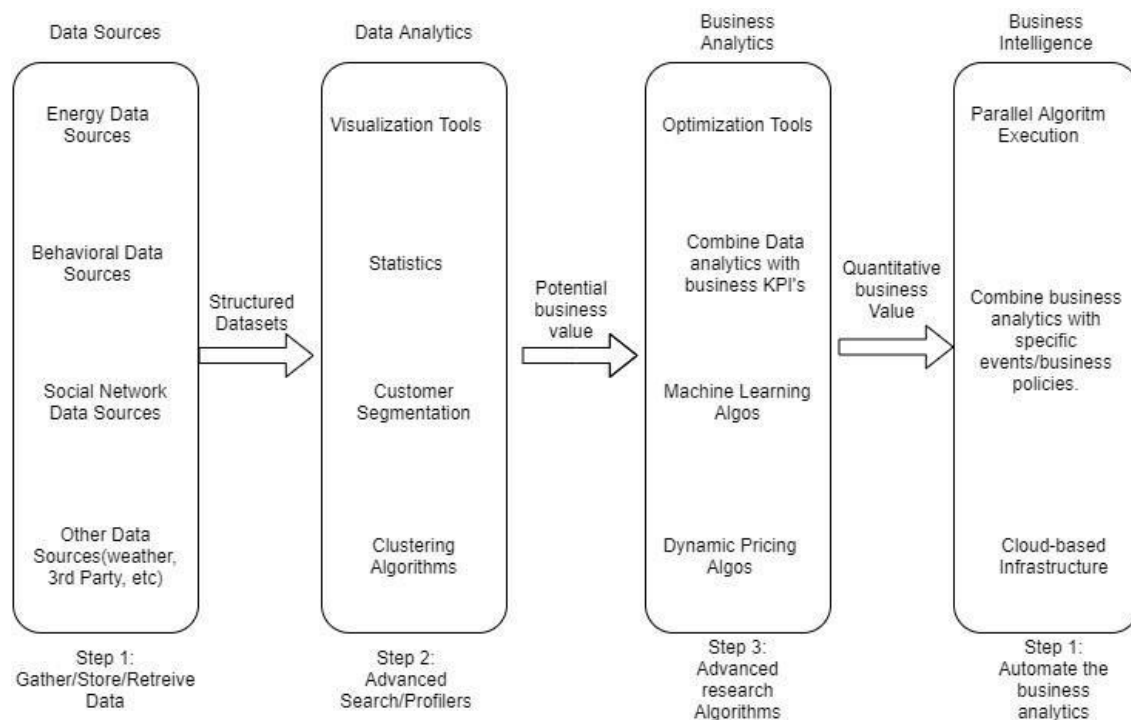 Data Sources
Energy Data
Sources
Behavioral Data
Sources
Social Network
Data Sources
Other Data
Sources(weather,
3rd Party, etc)
Step 1:
Gather/Store/Retreive
Data
Structured
Datasets
Data Analytics
Visualization Tools
Statistics
Customer
Segmentation
Clustering
Algorithms
Step 2:
Advanced
Search/Profilers
Potential
business
value
Business
Analytics
Optimization Tools
Combine Data
analytics with
business KPI's
Machine Learning
Algos
Dynamic Pricing
Algos
Step 3:
Advanced
research
Algorithms
Quantitative
business
Value
Business
Intelligence
Parallel Algoritm
Execution
Combine business
analytics with
specific
events/business
policies.
Cloud-based
Infrastructure
Step 1:
Automate the
business
analytics